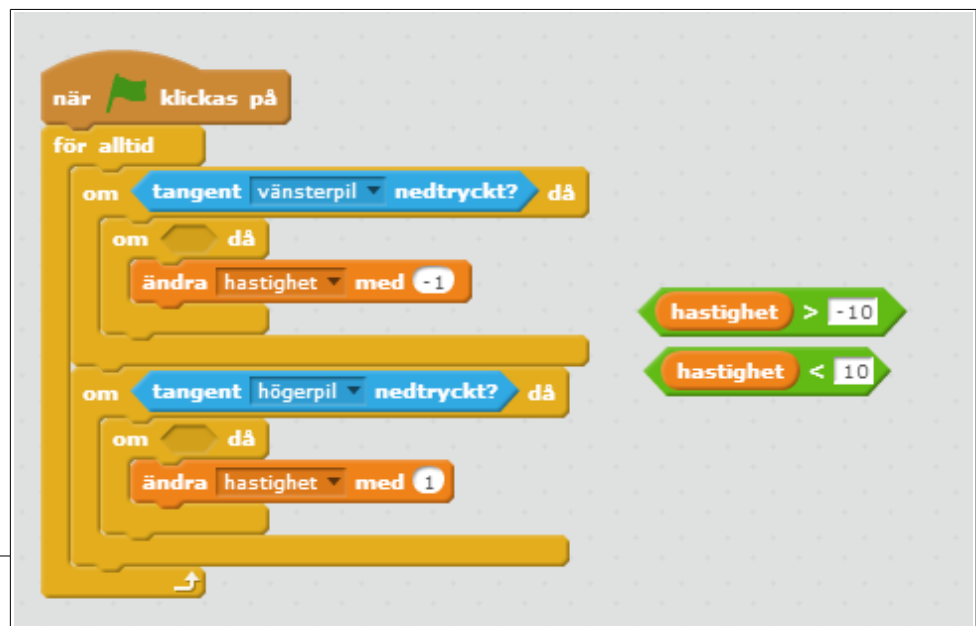 när klickas på
för alltid
om tangent vänsterpil nedtryckt? då
om då
ändra hastighet med -1
hastighet > -10
hastighet < 10
om tangent högerpil nedtryckt? då
om då
ändra hastighet med 1